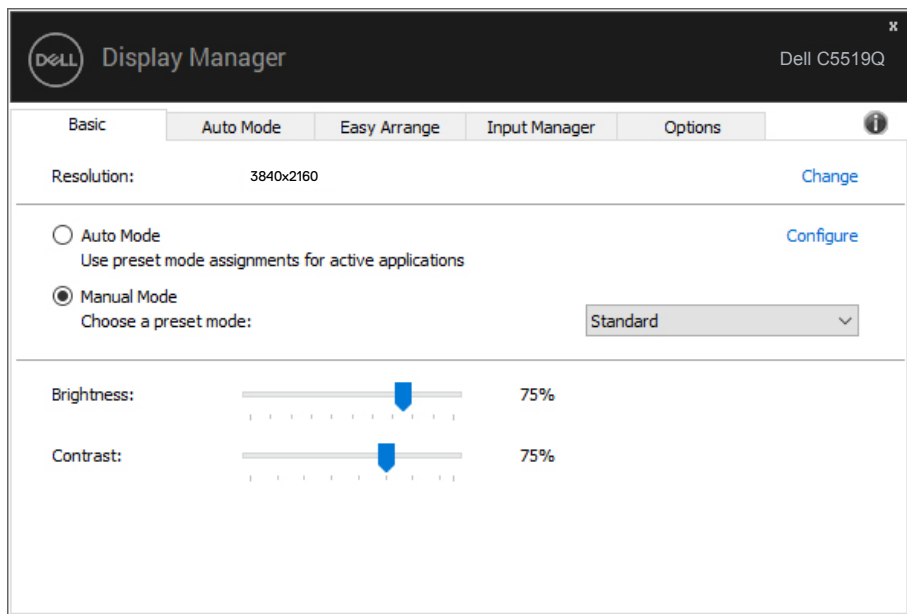 x
DELL Display Manager Dell C5519Q
Basic Auto Mode Easy Arrange Input Manager Options i
Resolution: 3840x2160 Change
Auto Mode Configure
Use preset mode assignments for active applications
Manual Mode
Choose a preset mode: Standard
Brightness: 75%
Contrast: 75%